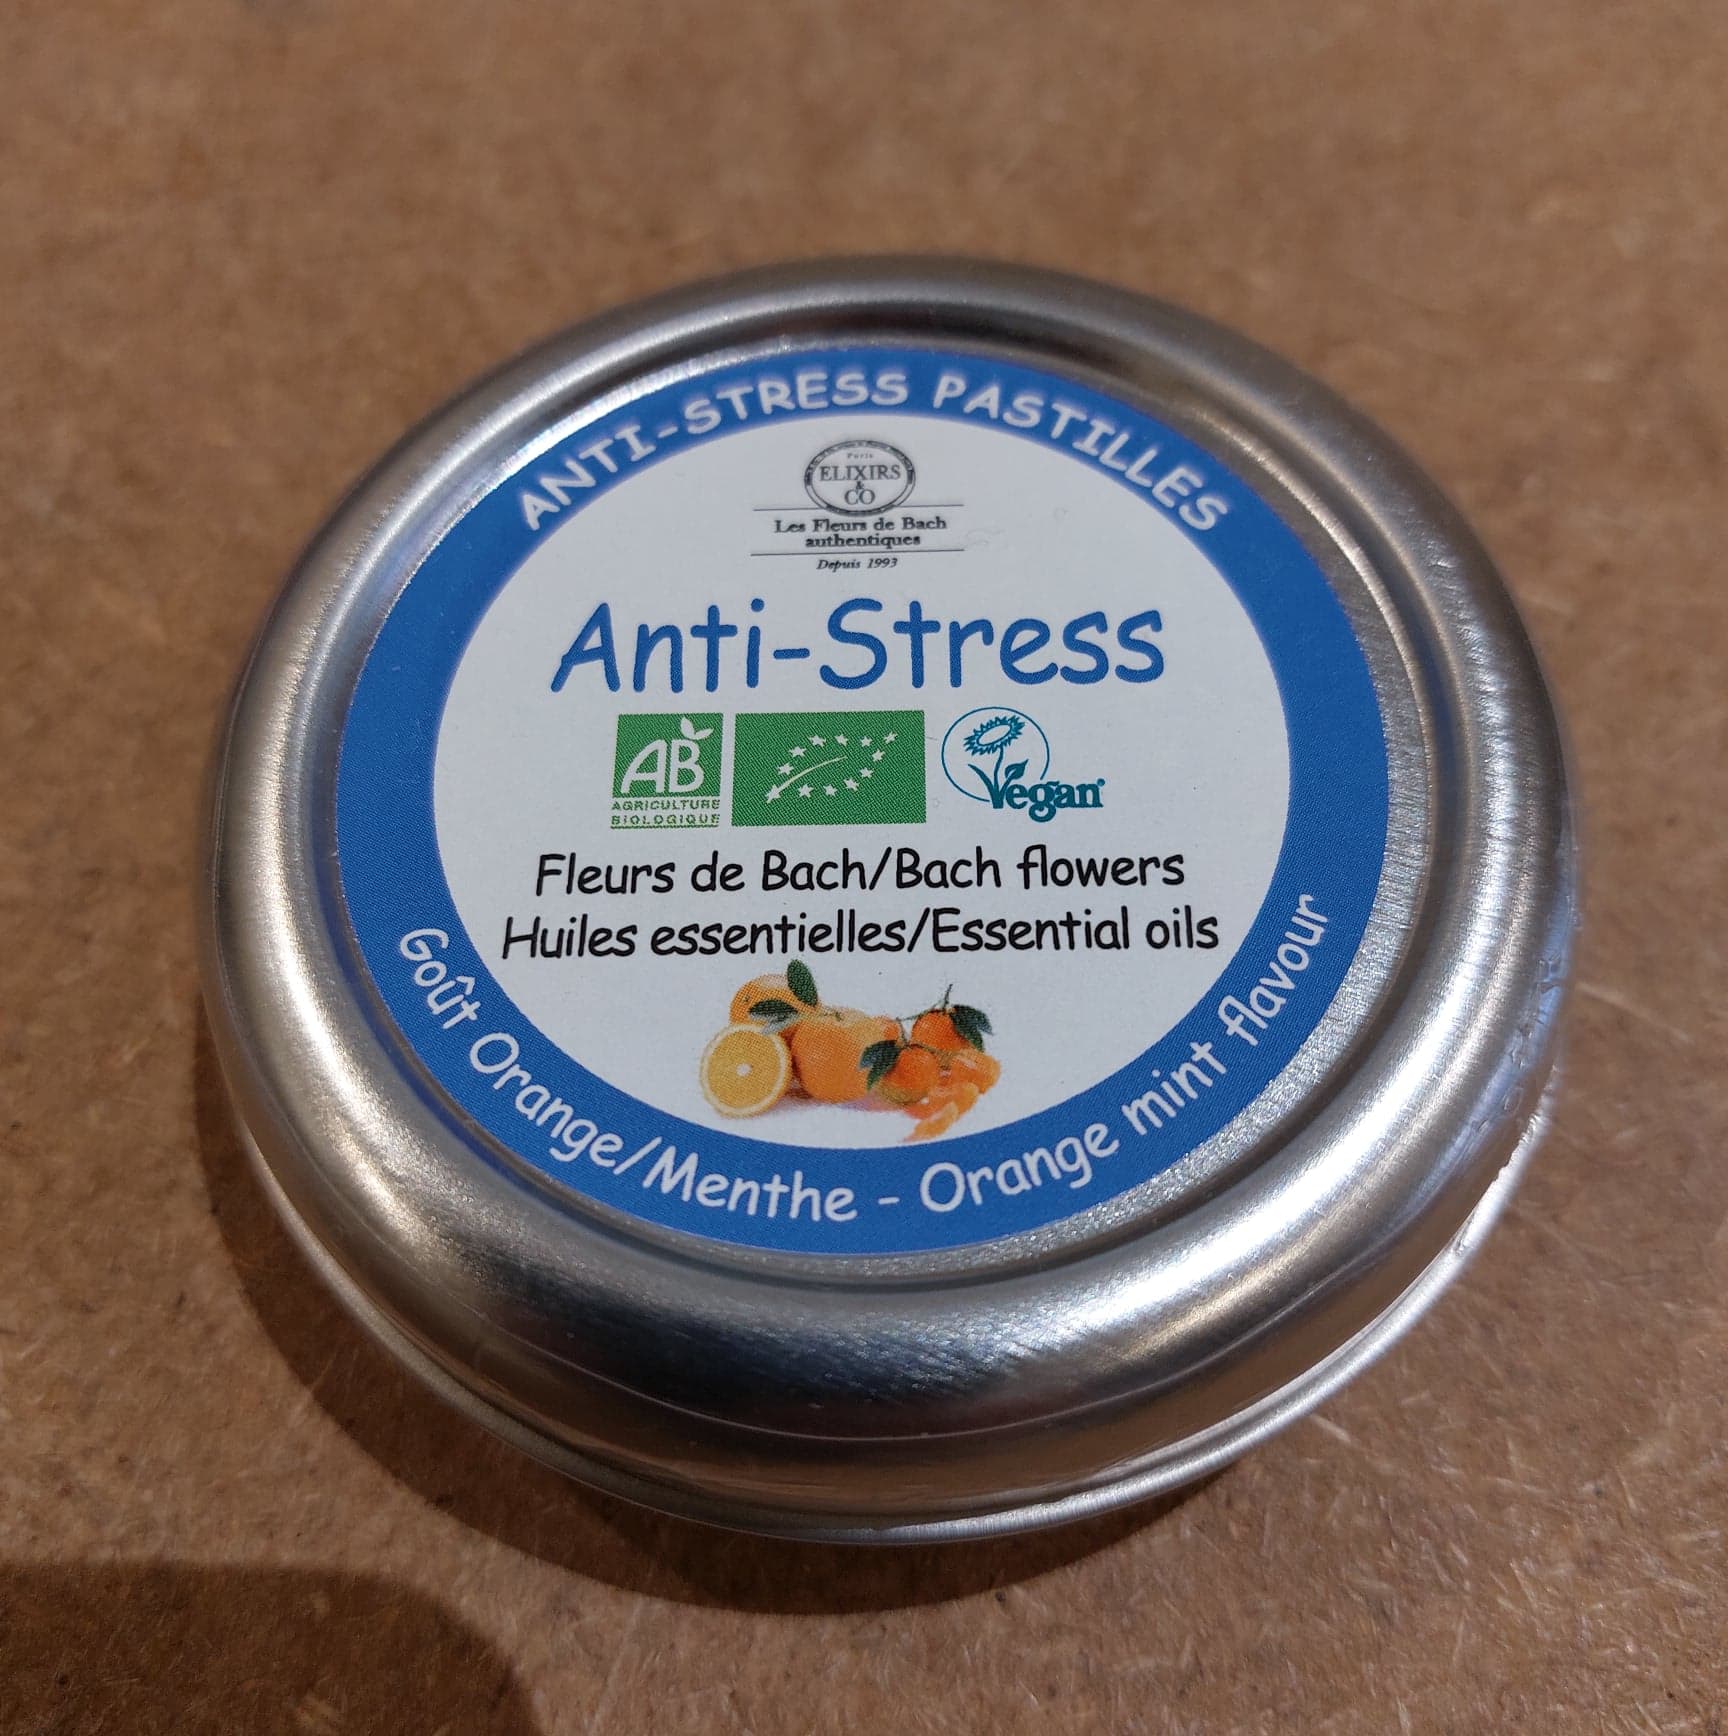 ANTI-STRESS PASTILLES
Paris
ELIXIRS
&
CO
Les Fleurs de Bach
authentiques
Depuis 1993
Anti-Stress
AB
AGRICULTURE
BIOLOGIQUE
Vegan
Fleurs de Bach/Bach flowers
Huiles essentielles/Essential oils
Goût Orange/Menthe - Orange mint flavour